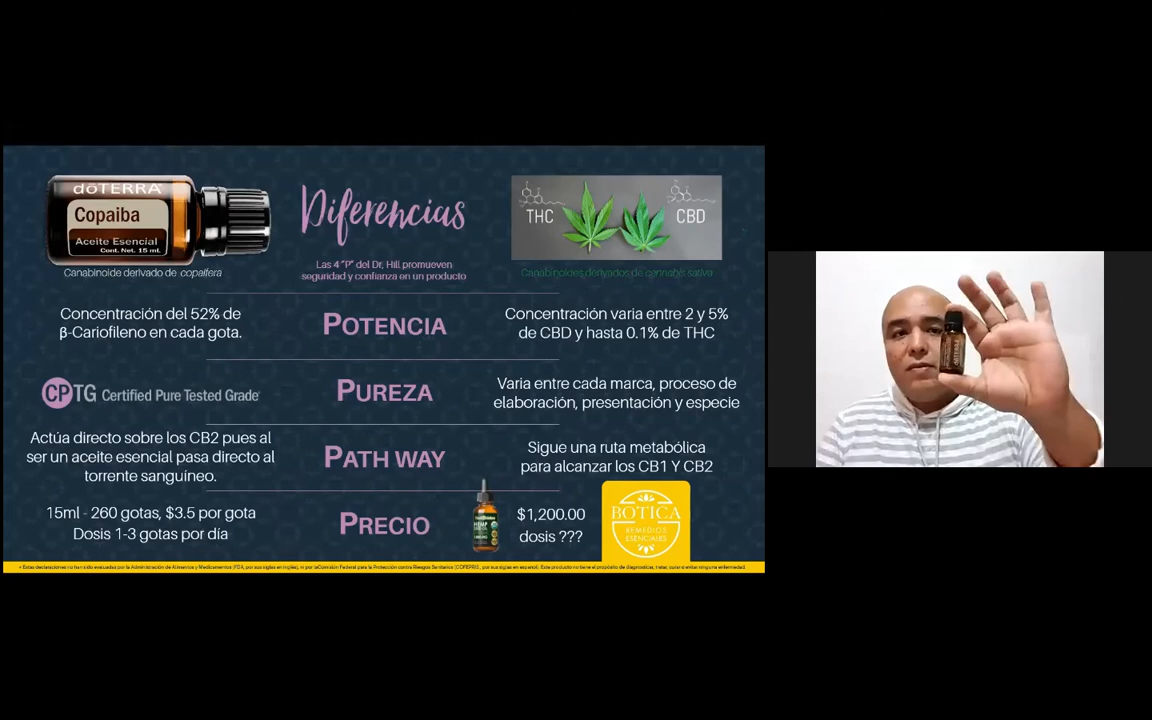 dōTERRA
Copaiba
Aceite Esencial
Cont. Net. 15 ml.
Canabinoide derivado de copaifera
Diferencias
Las 4 "P" del Dr, Hill promueven
seguridad y confianza en un producto
THC
CBD
Canabinoides derivados de cannabis sativa
Concentración del 52% de
β-Cariofileno en cada gota.
POTENCIA
Concentración varia entre 2 y 5%
de CBD y hasta 0.1% de THC
CPTG Certified Pure Tested Grade
PUREZA
Varia entre cada marca, proceso de
elaboración, presentación y especie
Actúa directo sobre los CB2 pues al
ser un aceite esencial pasa directo al
torrente sanguíneo.
PATH WAY
Sigue una ruta metabólica
para alcanzar los CB1 Y CB2
15ml - 260 gotas, $3.5 por gota
Dosis 1-3 gotas por día
PRECIO
HEMP
$1,200.00
dosis ???
BOTICA
REMEDIOS
ESENCIALES
dōTERRA